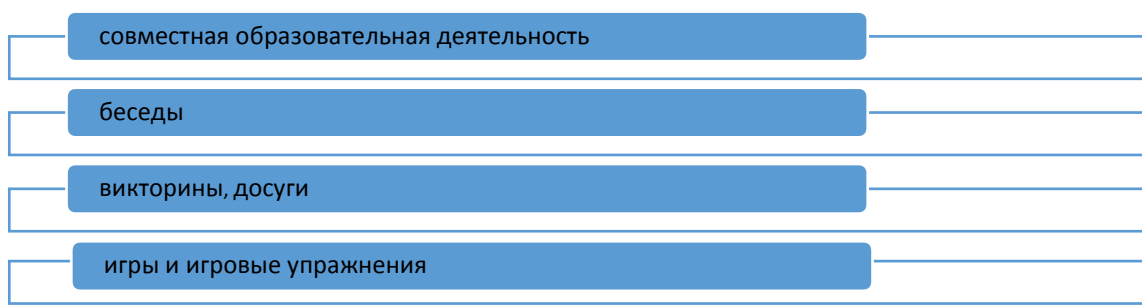 совместная образовательная деятельность
беседы
викторины, досуги
игры и игровые упражнения